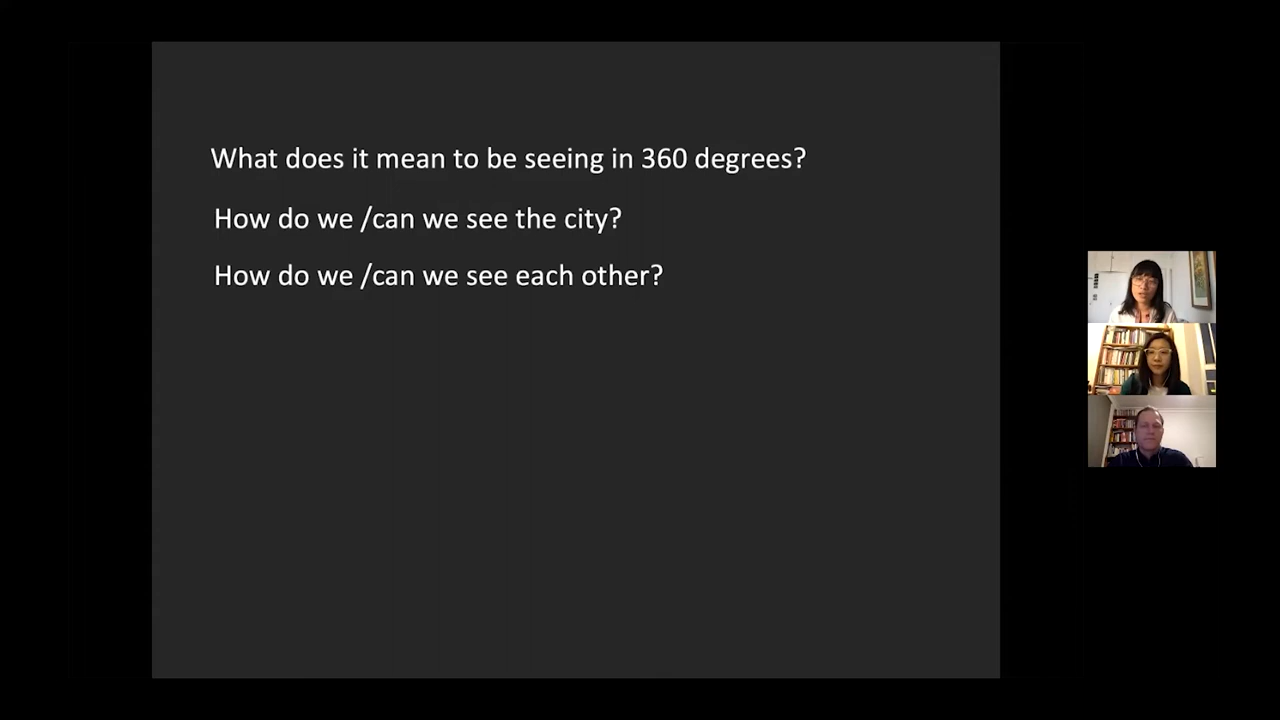 What does it mean to be seeing in 360 degrees?
How do we /can we see the city?
How do we /can we see each other?